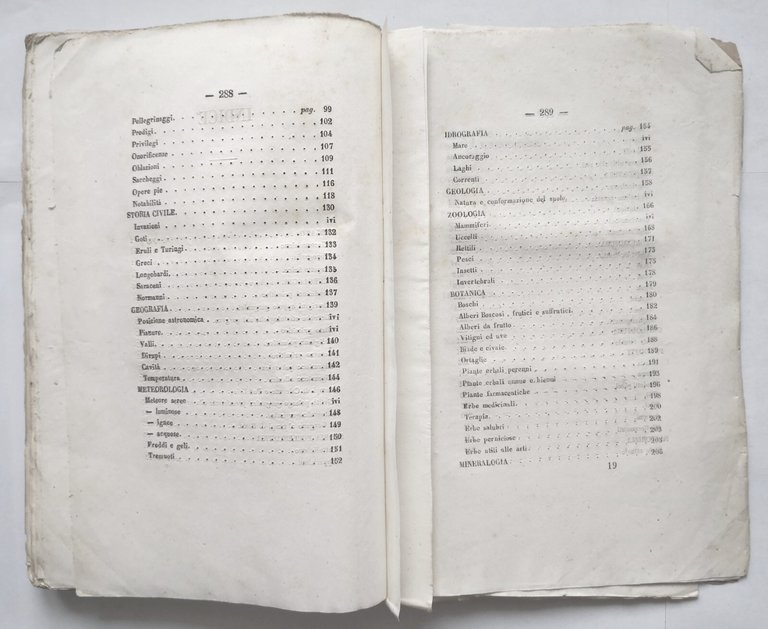 — 288 —
Pellegrinaggi. pag. 99
Prodigi 102
Privilegi 104
Onorificenze 107
Oblazioni 109
Saccheggi 111
Opere pie 116
Notabilità 118
STORIA CIVILE. 130
Invasioni ivi
Goti 132
Eruli e Turingi 133
Greci 134
Longobardi. 135
Saraceni 136
Normanni 137
GEOGRAFIA 139
Posizione astronomica ivi
Pianure. ivi
Valli 140
Dirupi 141
Cavità 142
Temperatura 144
METEOROLOGIA 146
Meteore aeree ivi
— luminose 148
— ignee 149
— acquose. 150
Freddi e geli. 151
Tremuoti 152
— 289 —
IDROGRAFIA pag. 154
Mare ivi
Ancoraggio 155
Laghi 156
Correnti 157
GEOLOGIA 158
Natura e conformazione del suolo. ivi
ZOOLOGIA 166
Mammiferi ivi
Uccelli 168
Rettili 171
Pesci 173
Insetti 175
Invertebrati 178
BOTANICA 179
Boschi 180
Alberi Boscosi, frutici e suffrutici. 182
Alberi da frutto 184
Vitigni ed uve 186
Biade e civaie 188
Ortaglie 189
Piante erbali perenni 191
Piante erbali annue e bienni 193
Piante farmaceutiche 196
Erbe medicinali. 198
Terapia. 200
Erbe salubri 202
Erbe perniciose
Erbe utili alle arti
MINERALOGIA
19